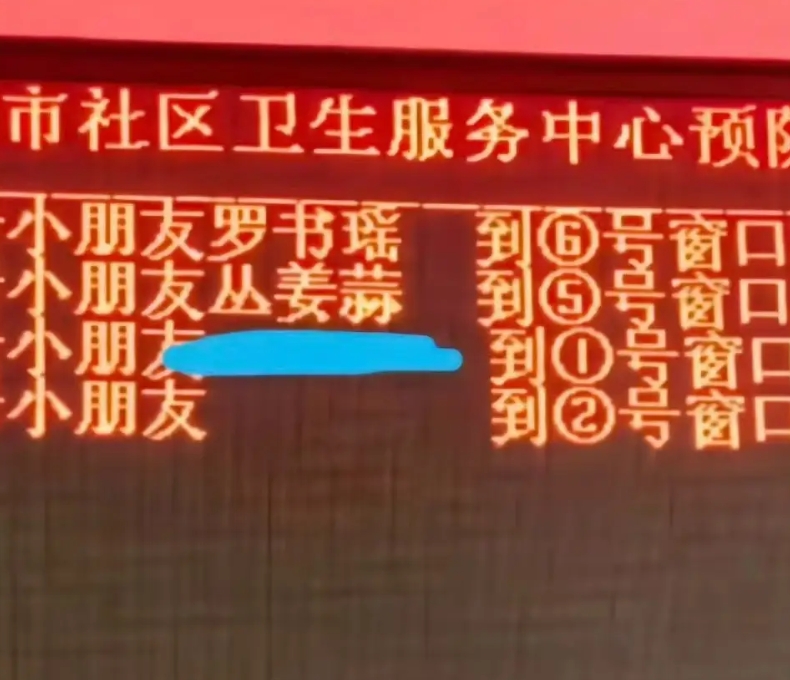 市社区卫生服务中心预防
小朋友罗书瑶 到⑥号窗口
小朋友丛姜蒜 到⑤号窗口
小朋友 到①号窗口
小朋友 到②号窗口